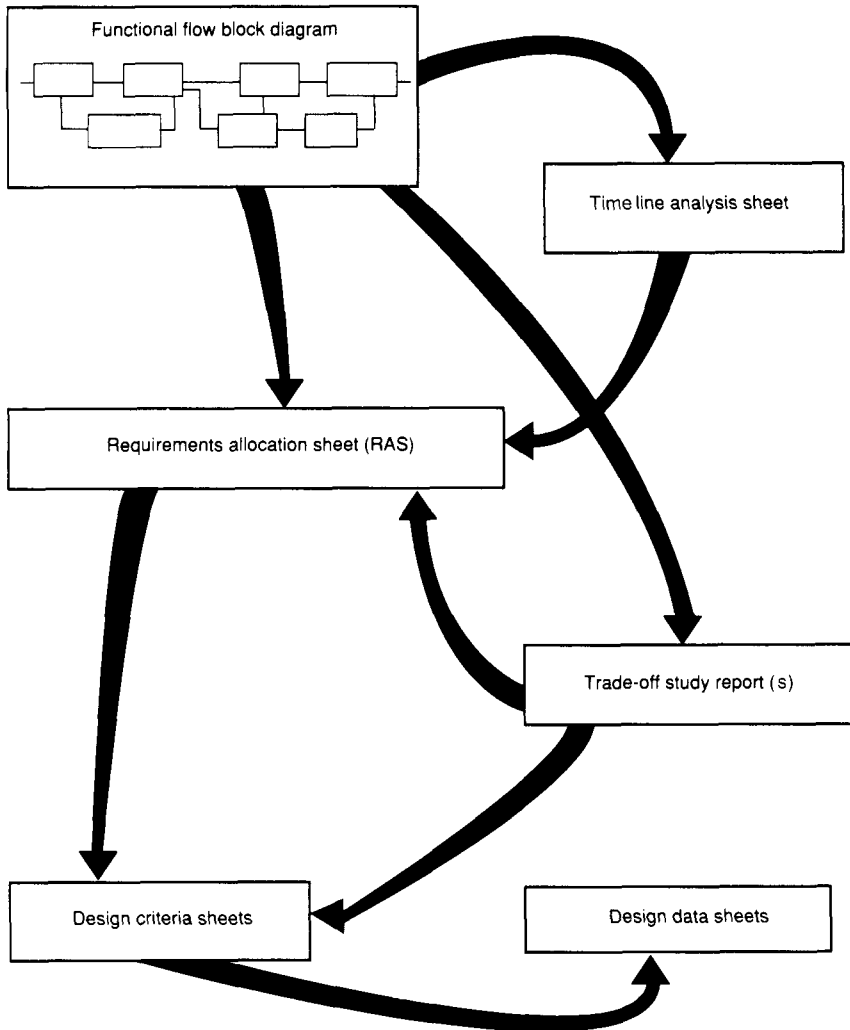 Functional flow block diagram
Time line analysis sheet
Requirements allocation sheet (RAS)
Trade-off study report (s)
Design criteria sheets
Design data sheets